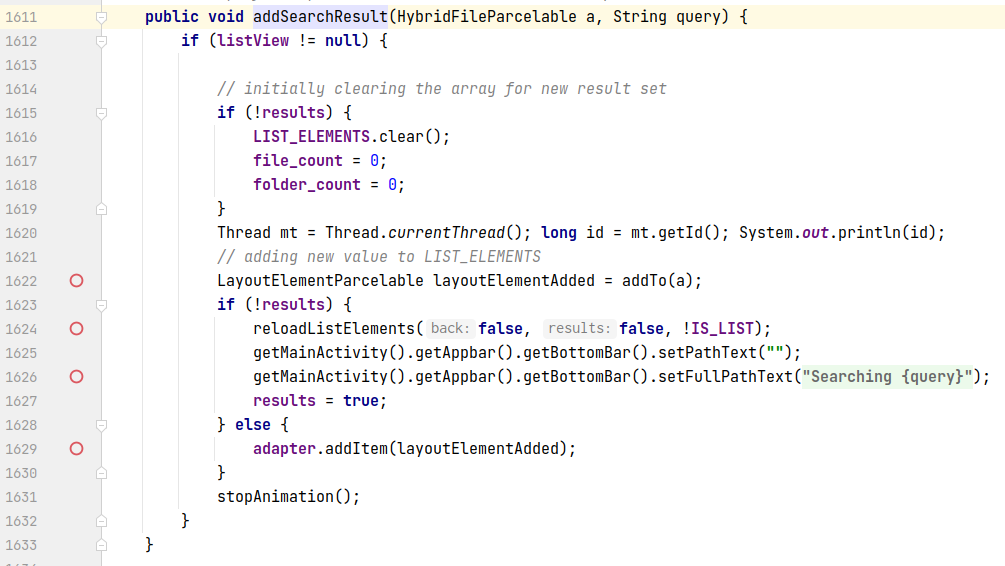 1611 public void addSearchResult(HybridFileParcelable a, String query) {
1612 if (listView != null) {
1613
1614 // initially clearing the array for new result set
1615 if (!results) {
1616 LIST_ELEMENTS.clear();
1617 file_count = 0;
1618 folder_count = 0;
1619 }
1620 Thread mt = Thread.currentThread(); long id = mt.getId(); System.out.println(id);
1621 // adding new value to LIST_ELEMENTS
1622 LayoutElementParcelable layoutElementAdded = addTo(a);
1623 if (!results) {
1624 reloadListElements( back: false, results: false, !IS_LIST);
1625 getMainActivity().getAppbar().getBottomBar().setPathText("");
1626 getMainActivity().getAppbar().getBottomBar().setFullPathText("Searching {query}");
1627 results = true;
1628 } else {
1629 adapter.addItem(layoutElementAdded);
1630 }
1631 stopAnimation();
1632 }
1633 }